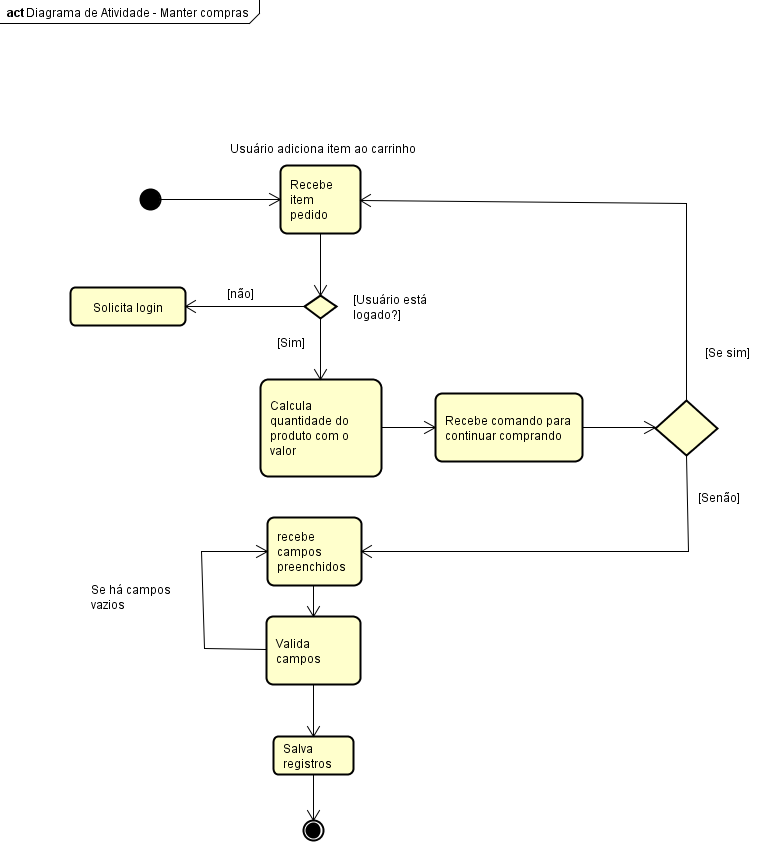 act Diagrama de Atividade - Manter compras
Usuário adiciona item ao carrinho
Recebe
item
pedido
[não]
[Usuário está
logado?]
Solicita login
[Sim]
[Se sim]
Calcula
quantidade do
produto com o
valor
Recebe comando para
continuar comprando
[Senão]
recebe
campos
preenchidos
Se há campos
vazios
Valida
campos
Salva
registros